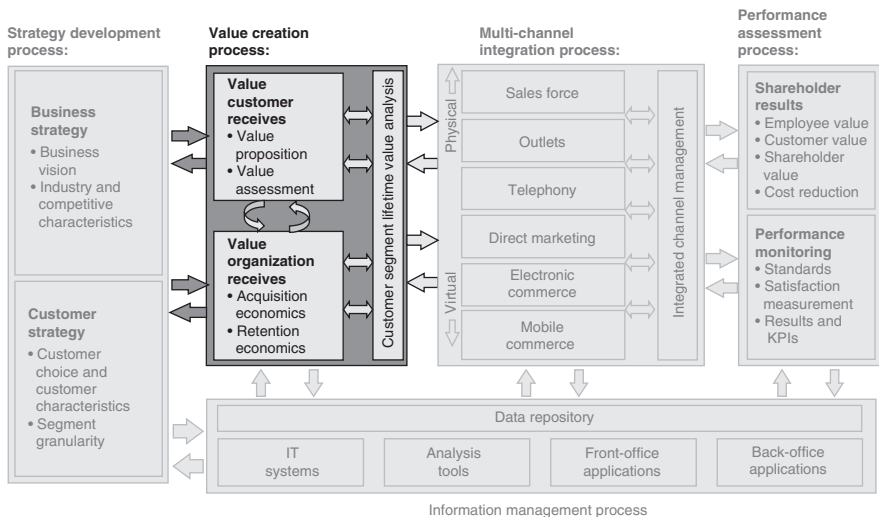 Strategy development
process:
Business
strategy
• Business
vision
• Industry and
competitive
characteristics
Customer
strategy
• Customer
choice and
customer
characteristics
• Segment
granularity
Value creation
process:
Value
customer
receives
• Value
proposition
• Value
assessment
Value
organization
receives
• Acquisition
economics
• Retention
economics
Customer segment lifetime value analysis
Multi-channel
integration process:
Physical
Virtual
Sales force
Outlets
Telephony
Direct marketing
Electronic
commerce
Mobile
commerce
Integrated channel management
Performance
assessment
process:
Shareholder
results
• Employee value
• Customer value
• Shareholder
value
• Cost reduction
Performance
monitoring
• Standards
• Satisfaction
measurement
• Results and
KPIs
Data repository
IT
systems
Analysis
tools
Front-office
applications
Back-office
applications
Information management process